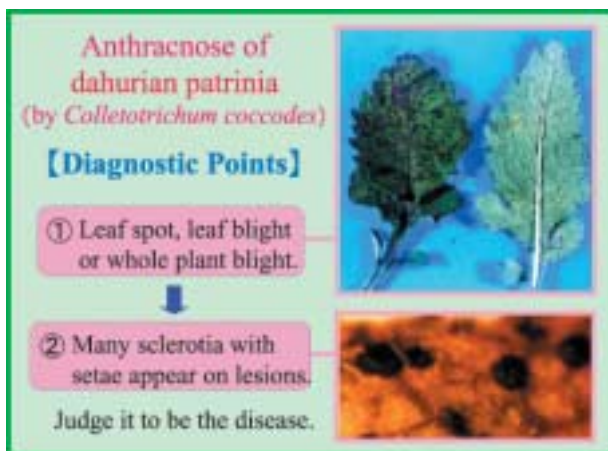 Anthracnose of
dahurian patrinia
(by Colletotrichum coccodes)
【Diagnostic Points】
① Leaf spot, leaf blight
or whole plant blight.
② Many sclerotia with
setae appear on lesions.
Judge it to be the disease.